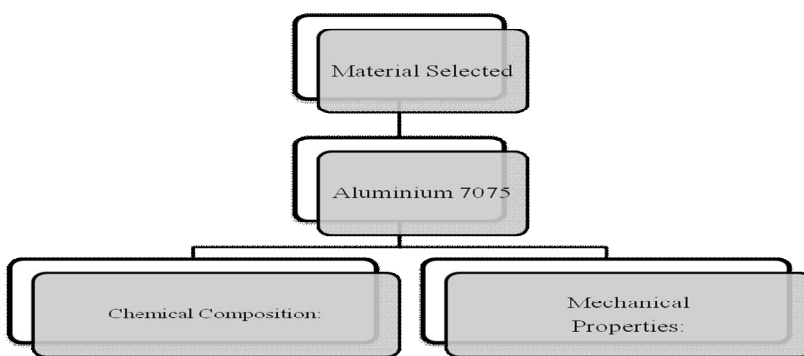 Material Selected
Aluminium 7075
Chemical Composition:
Mechanical
Properties: